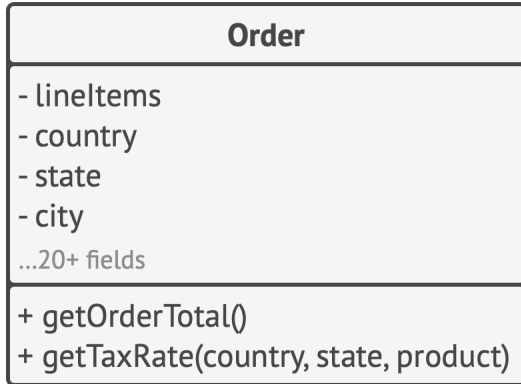 Order
- lineItems
- country
- state
- city
...20+ fields
+ getOrderTotal()
+ getTaxRate(country, state, product)